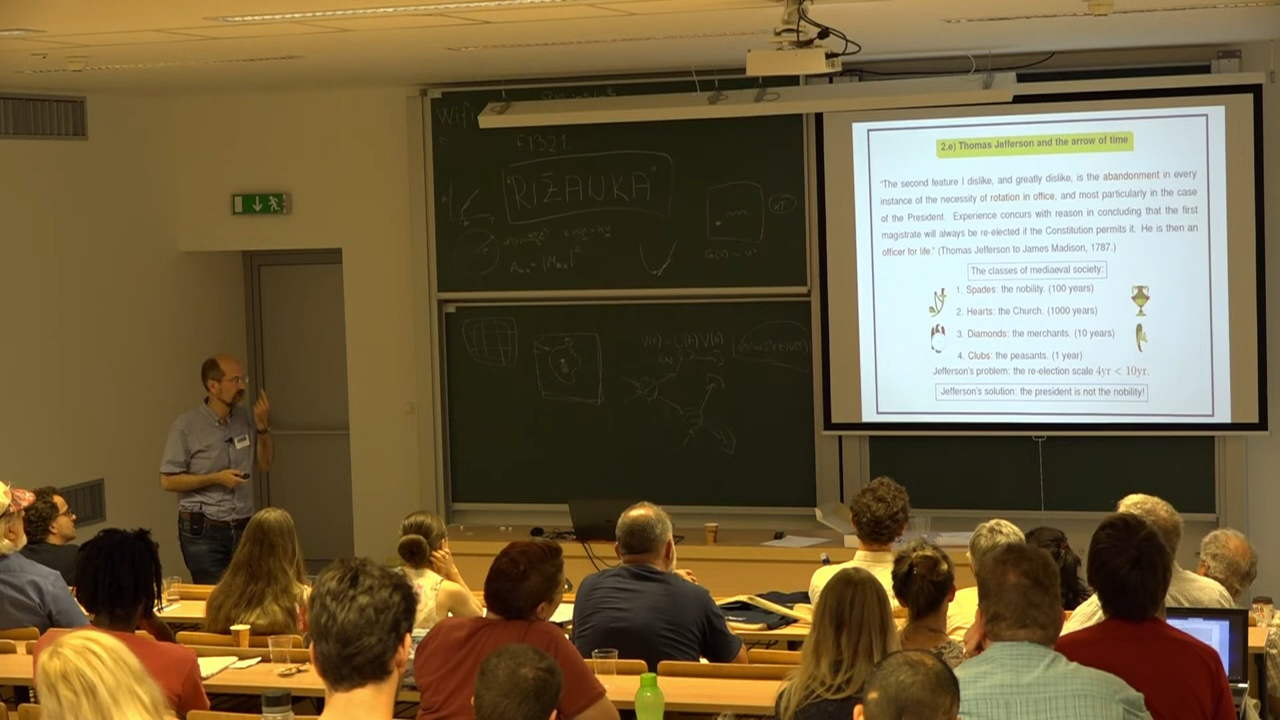 Wifi
F1321.
"RIŽANKA"
2.e) Thomas Jefferson and the arrow of time
"The second feature I dislike, and greatly dislike, is the abandonment in every
instance of the necessity of rotation in office, and most particularly in the case
of the President. Experience concurs with reason in concluding that the first
magistrate will always be re-elected if the Constitution permits it. He is then an
officer for life." (Thomas Jefferson to James Madison, 1787.)
The classes of mediaeval society:
1. Spades: the nobility. (100 years)
2. Hearts: the Church. (1000 years)
3. Diamonds: the merchants. (10 years)
4. Clubs: the peasants. (1 year)
Jefferson's problem: the re-election scale 4yr < 10yr.
Jefferson's solution: the president is not the nobility!